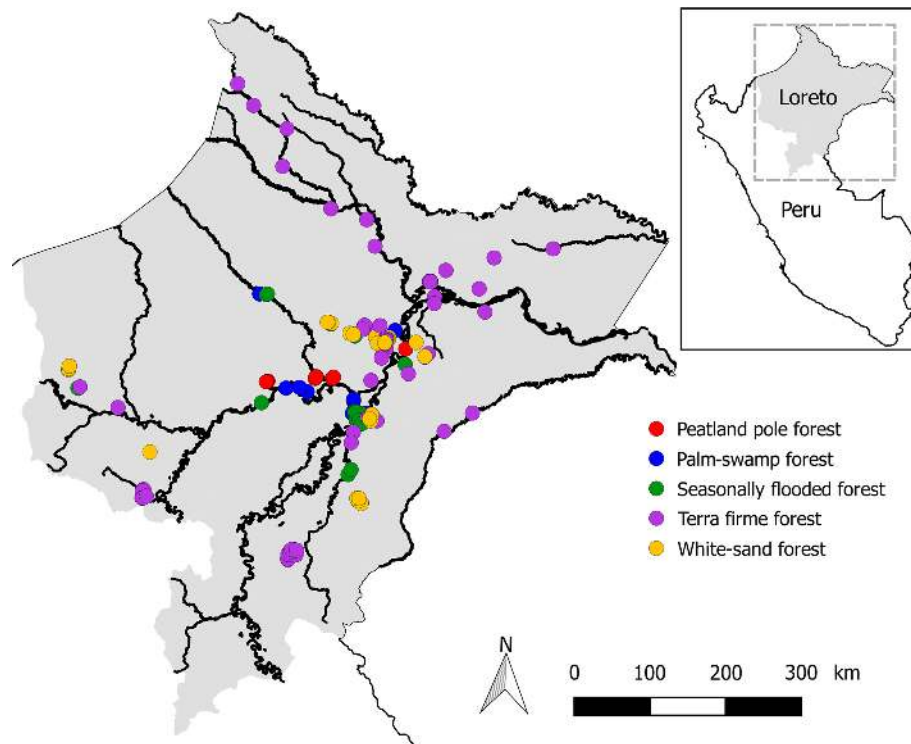 Loreto
Peru
Peatland pole forest
Palm-swamp forest
Seasonally flooded forest
Terra firme forest
White-sand forest
N
0 100 200 300 km